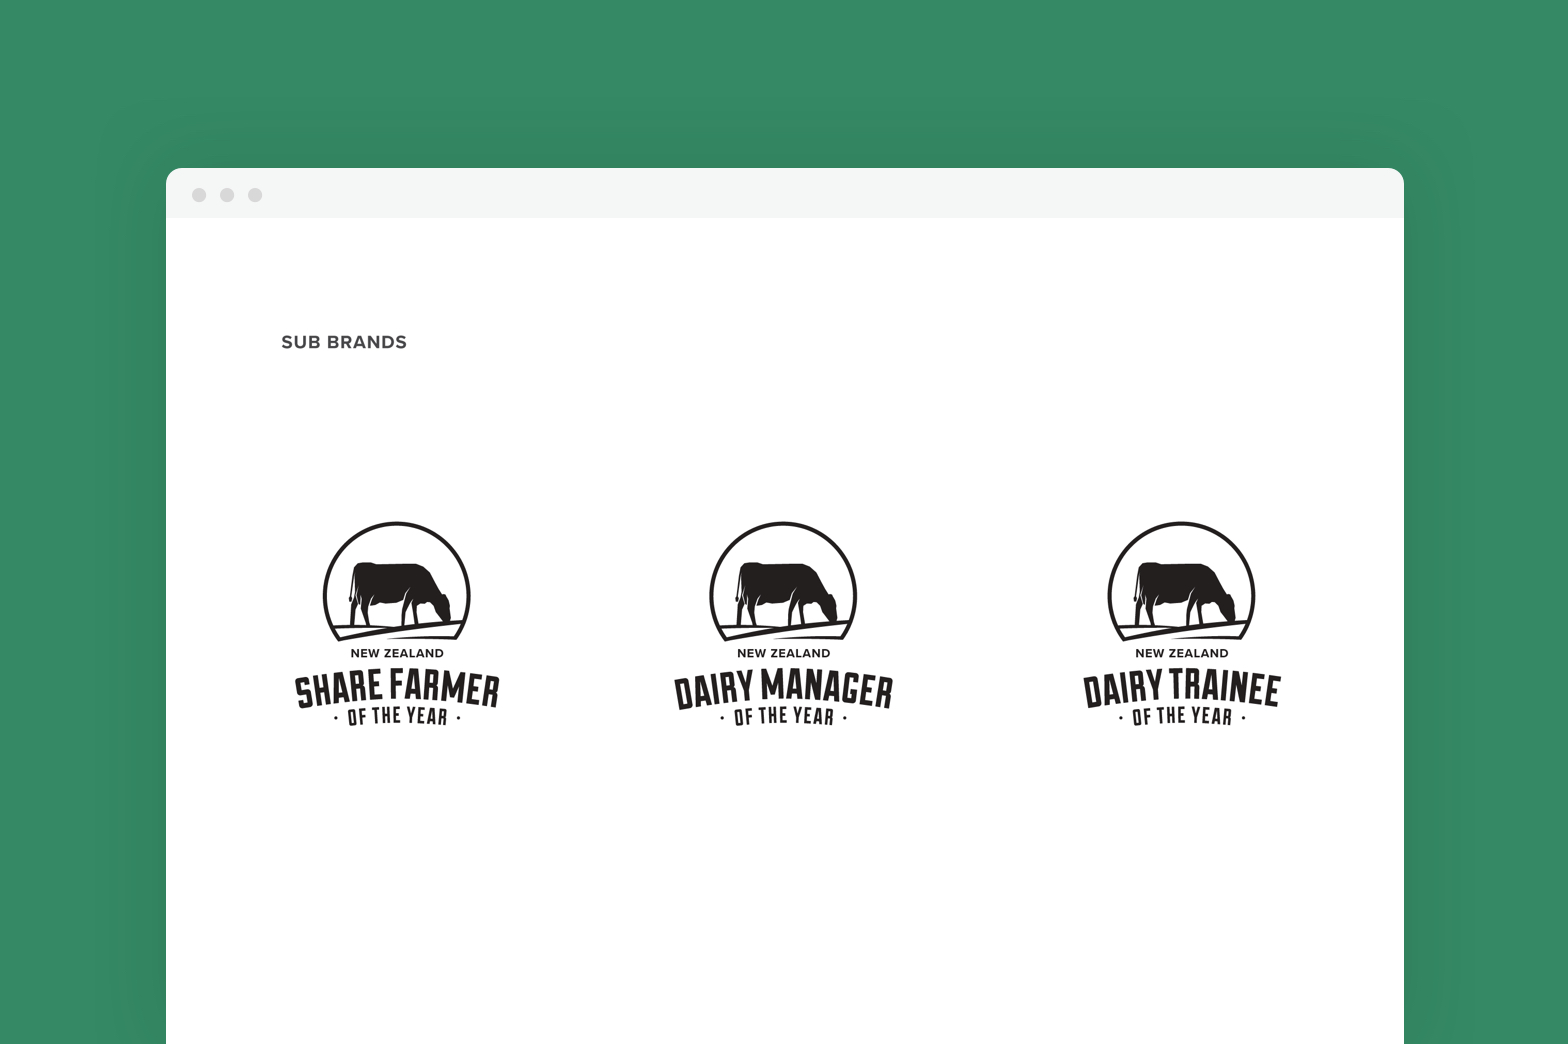 SUB BRANDS
NEW ZEALAND
SHARE FARMER
· OF THE YEAR ·
NEW ZEALAND
DAIRY MANAGER
· OF THE YEAR ·
NEW ZEALAND
DAIRY TRAINEE
· OF THE YEAR ·